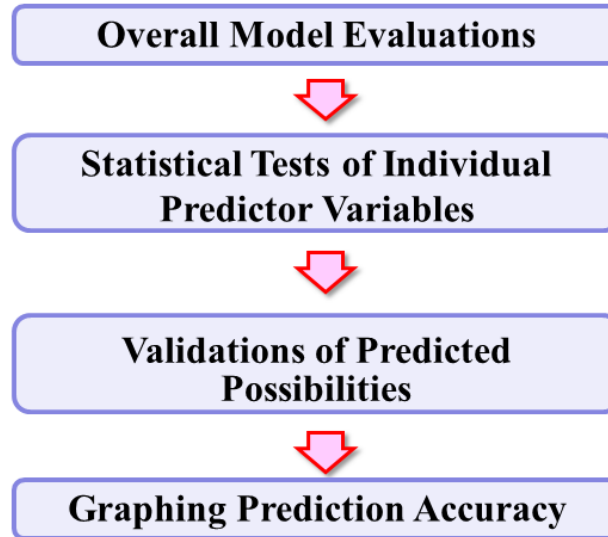 Overall Model Evaluations
Statistical Tests of Individual
Predictor Variables
Validations of Predicted
Possibilities
Graphing Prediction Accuracy